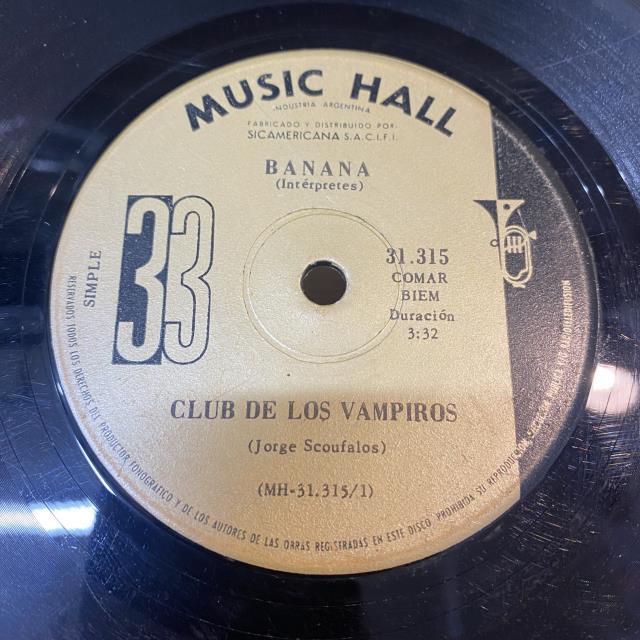 MUSIC HALL
INDUSTRIA ARGENTINA
FABRICADO Y DISTRIBUIDO POR:
SICAMERICANA S.A.C.I.F.I.
BANANA
(Intérpretes)
33
SIMPLE
31.315
COMAR
BIEM
Duración
3:32
CLUB DE LOS VAMPIROS
(Jorge Scoufalos)
(MH-31.315/1)
RESERVADOS TODOS LOS DERECHOS DEL PRODUCTOR FONOGRAFICO Y DE LOS AUTORES DE LAS OBRAS REGISTRADAS EN ESTE DISCO. PROHIBIDA SU REPRODUCCION